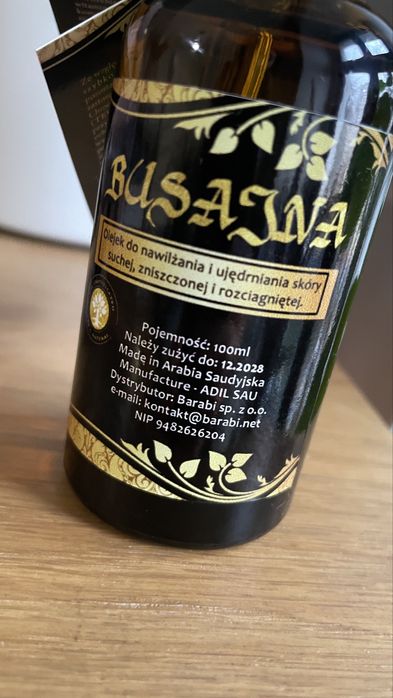 BUSAJNA
Olejek do nawilżania i ujędrniania skóry
suchej, zniszczonej i rozciagniętej.
Pojemność: 100ml
Należy zużyć do: 12.2028
Made in Arabia Saudyjska
Manufacture - ADIL SAU
Dystrybutor: Barabi sp. z o.o.
e-mail: kontakt@barabi.net
NIP 9482626204